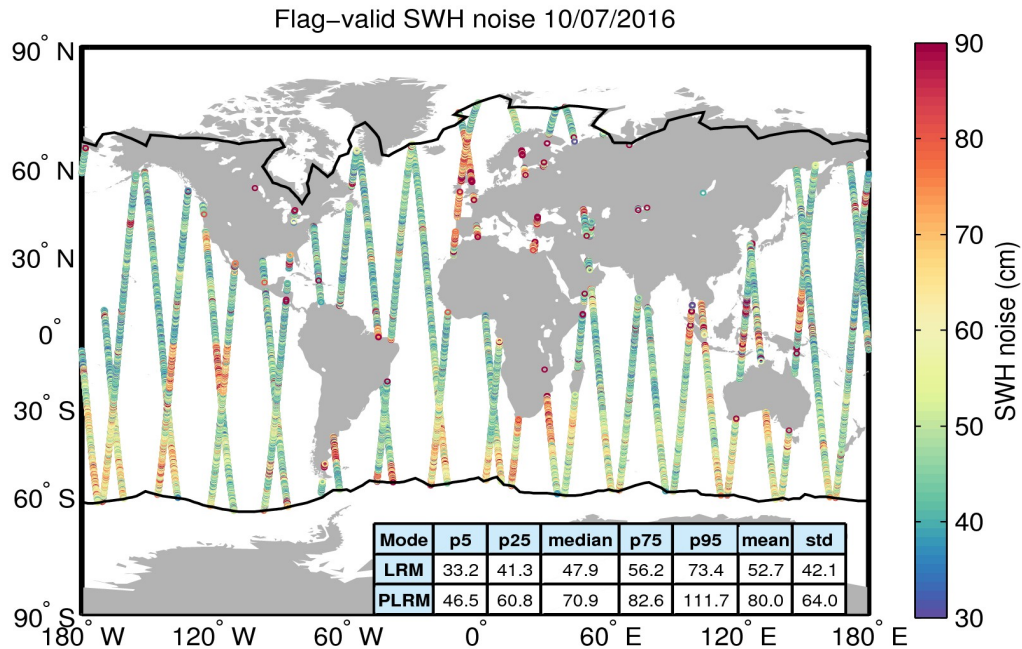 Flag−valid SWH noise 10/07/2016
90° N
60° N
30° N
0°
30° S
60° S
90° S
180° W
120° W
60° W
0°
60° E
120° E
180° E
90
80
70
60
50
40
30
SWH noise (cm)
Mode p5 p25 median p75 p95 mean std
LRM 33.2 41.3 47.9 56.2 73.4 52.7 42.1
PLRM 46.5 60.8 70.9 82.6 111.7 80.0 64.0